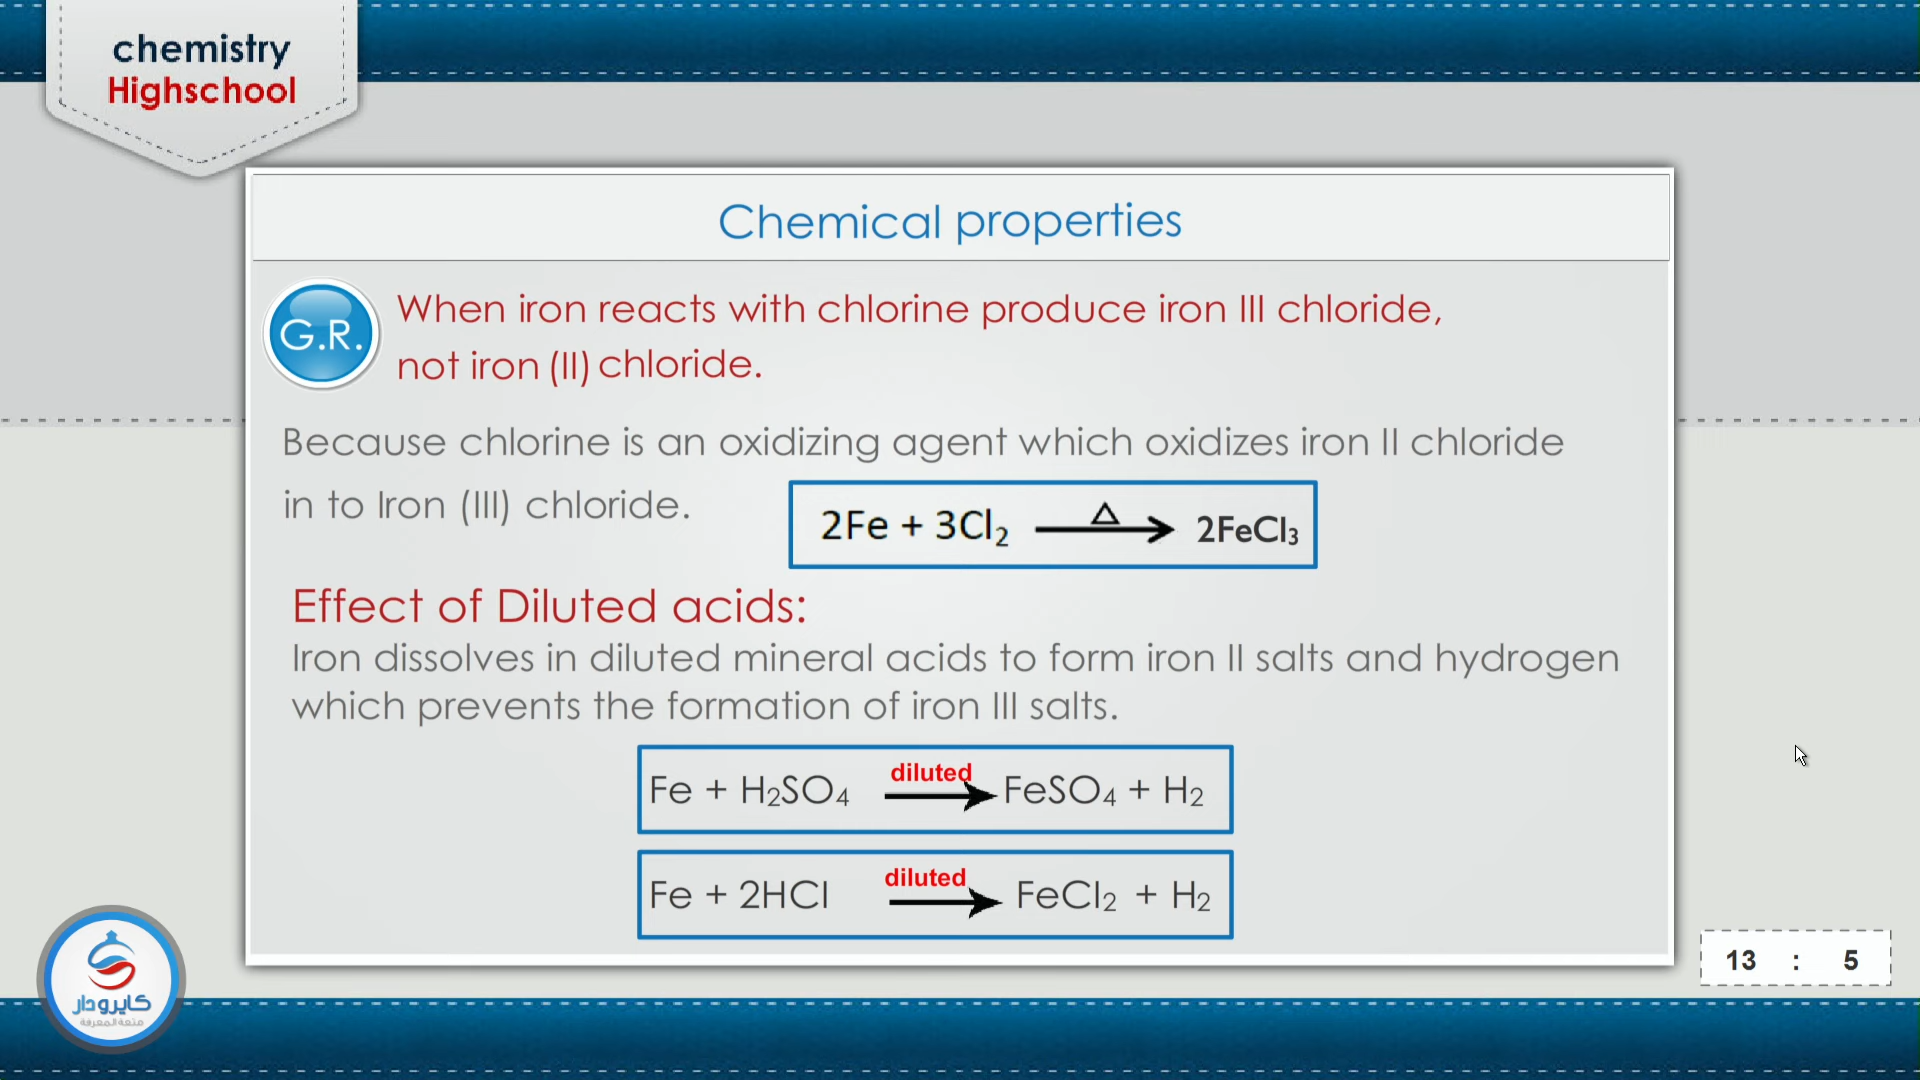 chemistry
Highschool
Chemical properties
G.R.
When iron reacts with chlorine produce iron III chloride,
not iron (II) chloride.
Because chlorine is an oxidizing agent which oxidizes iron II chloride
in to Iron (III) chloride.
2Fe + 3Cl₂ △→ 2FeCl₃
Effect of Diluted acids:
Iron dissolves in diluted mineral acids to form iron II salts and hydrogen
which prevents the formation of iron III salts.
Fe + H₂SO₄ diluted→ FeSO₄ + H₂
Fe + 2HCl diluted→ FeCl₂ + H₂
13 : 5
كايرودار
متعة المعرفة